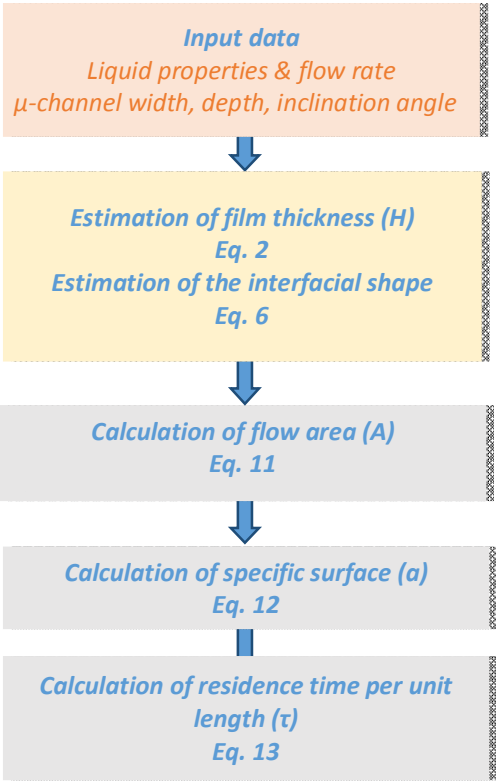 Input data
Liquid properties & flow rate
μ-channel width, depth, inclination angle
Estimation of film thickness (H)
Eq. 2
Estimation of the interfacial shape
Eq. 6
Calculation of flow area (A)
Eq. 11
Calculation of specific surface (a)
Eq. 12
Calculation of residence time per unit
length (τ)
Eq. 13